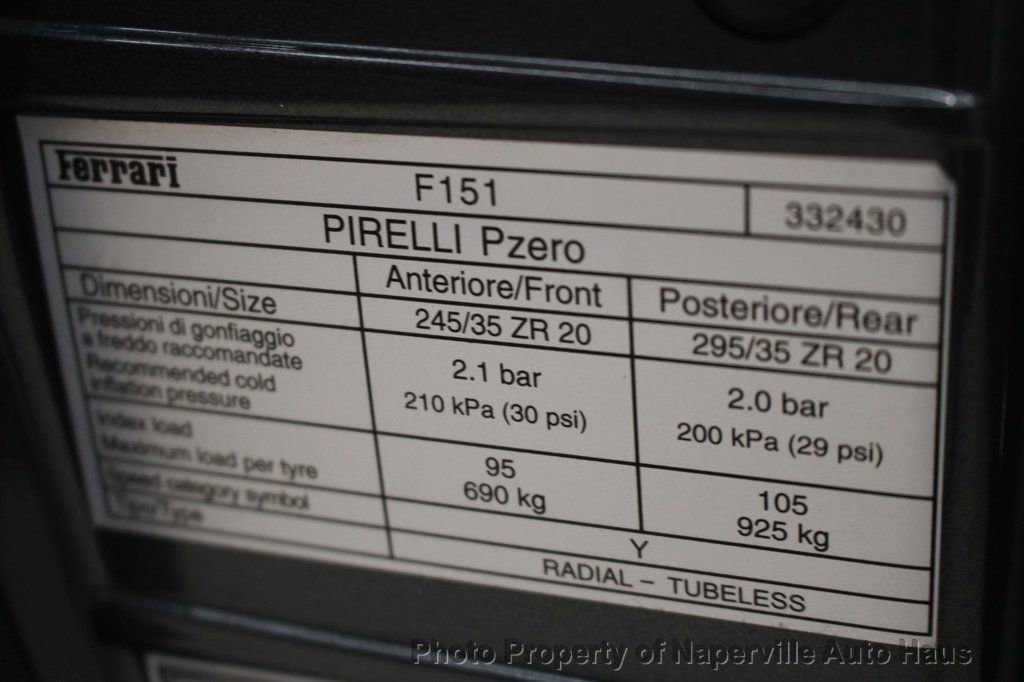 Ferrari F151 332430
PIRELLI Pzero
Anteriore/Front Posteriore/Rear
Dimensioni/Size 245/35 ZR 20 295/35 ZR 20
Pressioni di gonfiaggio
a freddo raccomandate
Recommended cold
inflation pressure
2.1 bar
210 kPa (30 psi)
2.0 bar
200 kPa (29 psi)
Index load 95 105
Maximum load per tyre 690 kg 925 kg
Speed category symbol Y
Tipo/Type RADIAL – TUBELESS
Photo Property of Naperville Auto Haus